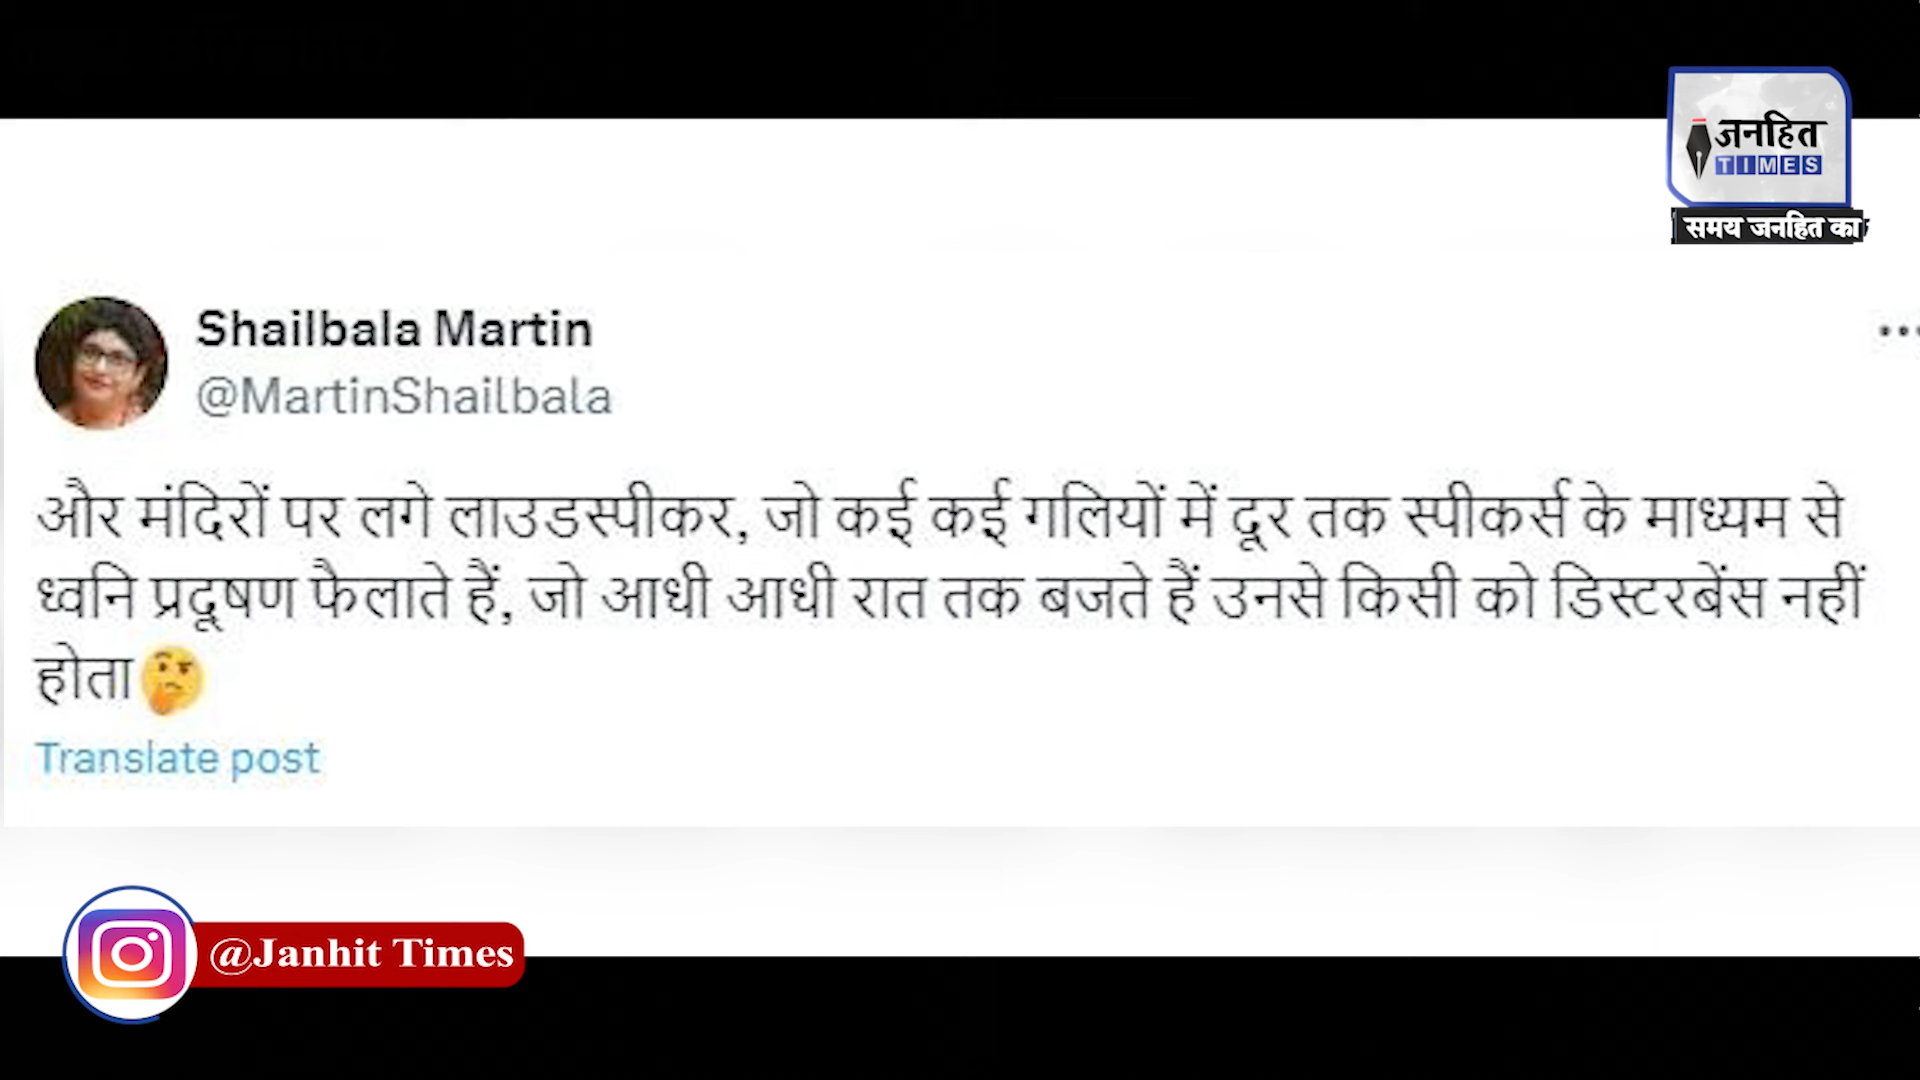 जनहित
TIMES
समय जनहित का
Shailbala Martin
@MartinShailbala
और मंदिरों पर लगे लाउडस्पीकर, जो कई कई गलियों में दूर तक स्पीकर्स के माध्यम से
ध्वनि प्रदूषण फैलाते हैं, जो आधी आधी रात तक बजते हैं उनसे किसी को डिस्टरबेंस नहीं
होता🤔
Translate post
@Janhit Times